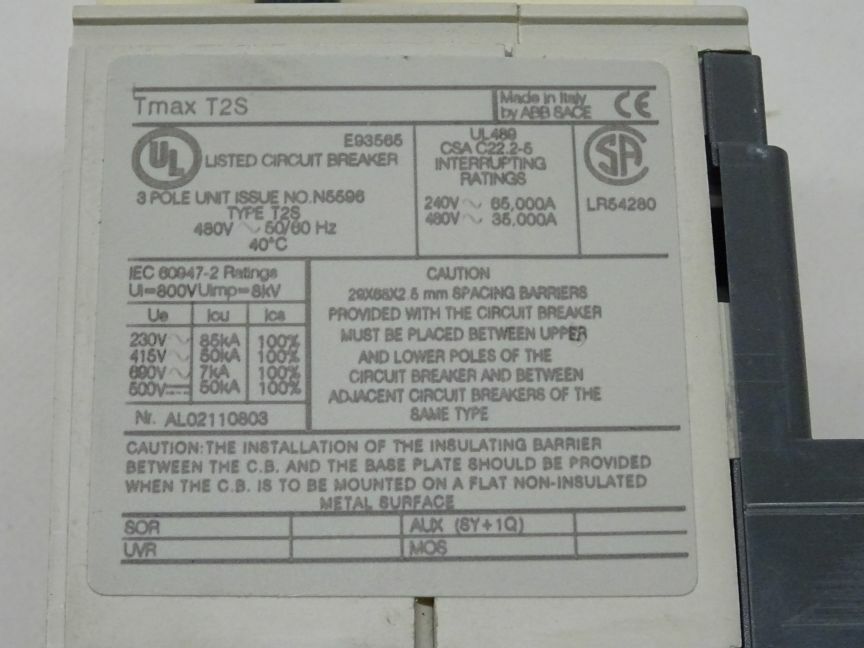 Tmax T2S
Made in Italy
by ABB SACE
CE
UL
E93565
LISTED CIRCUIT BREAKER
3 POLE UNIT ISSUE NO.N5596
TYPE T2S
480V ~ 50/60 Hz
40°C
UL489
CSA C22.2-5
INTERRUPTING
RATINGS
240V ~ 65,000A
480V ~ 35,000A
SA
LR54280
IEC 60947-2 Ratings
Ui=800V Uimp=8kV
Ue Icu Ics
230V ~ 85kA 100%
415V ~ 50kA 100%
690V ~ 7kA 100%
500V ⎓ 50kA 100%
Nr. AL02110803
CAUTION
29X68X2.5 mm SPACING BARRIERS
PROVIDED WITH THE CIRCUIT BREAKER
MUST BE PLACED BETWEEN UPPER
AND LOWER POLES OF THE
CIRCUIT BREAKER AND BETWEEN
ADJACENT CIRCUIT BREAKERS OF THE
SAME TYPE
CAUTION:THE INSTALLATION OF THE INSULATING BARRIER
BETWEEN THE C.B. AND THE BASE PLATE SHOULD BE PROVIDED
WHEN THE C.B. IS TO BE MOUNTED ON A FLAT NON-INSULATED
METAL SURFACE
SOR AUX (SY+1Q)
UVR MOS